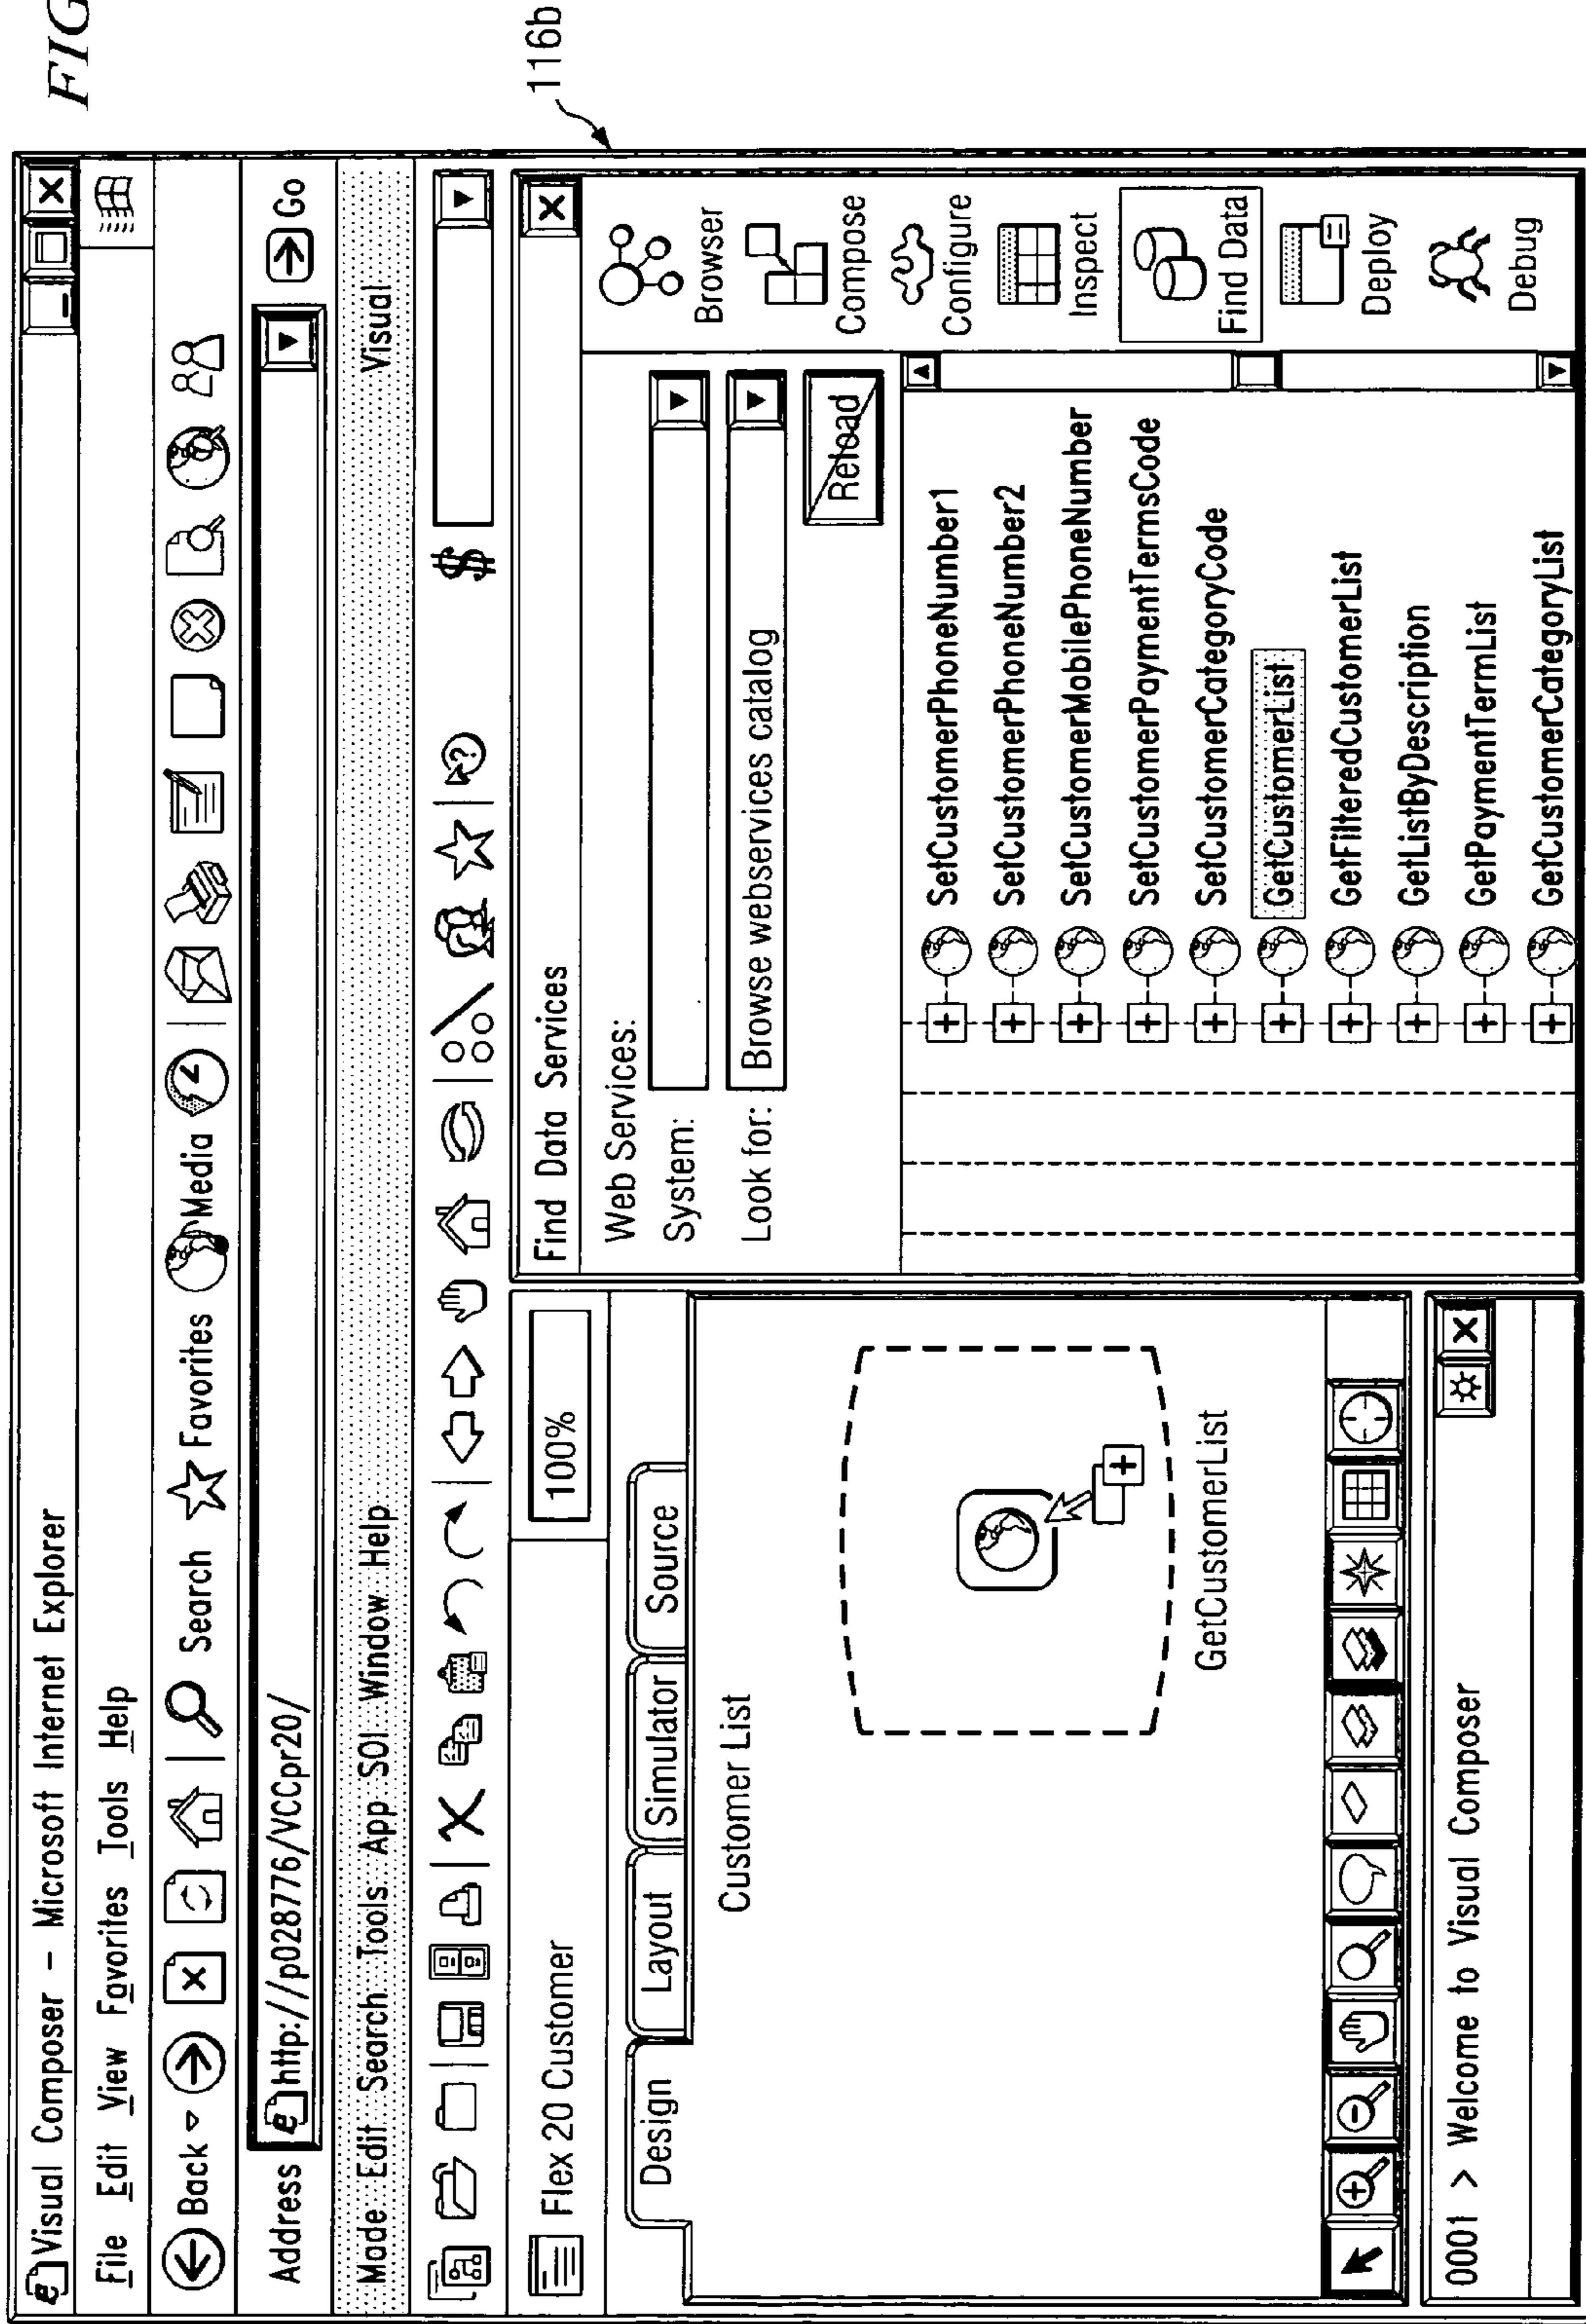 FIG
116b
Visual Composer – Microsoft Internet Explorer
File Edit View Favorites Tools Help
Back Search Favorites Media
Address http://p028776/VCCpr20/ Go
Made Edit Search Tools App SOI Window Help Visual
$
Flex 20 Customer 100%
Design Layout Simulator Source
Customer List
GetCustomerList
0001 > Welcome to Visual Composer
Find Data Services
Web Services:
System:
Look for: Browse webservices catalog
Reload
SetCustomerPhoneNumber1
SetCustomerPhoneNumber2
SetCustomerMobilePhoneNumber
SetCustomerPaymentTermsCode
SetCustomerCategoryCode
GetCustomerList
GetFilteredCustomerList
GetListByDescription
GetPaymentTermList
GetCustomerCategoryList
Browser
Compose
Configure
Inspect
Find Data
Deploy
Debug